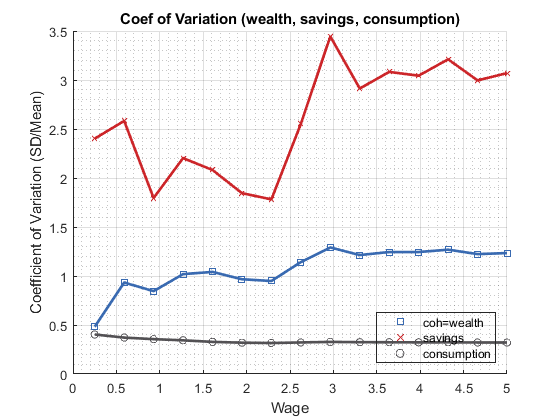 Coef of Variation (wealth, savings, consumption)
3.5
3
2.5
2
1.5
1
0.5
0
Coefficient of Variation (SD/Mean)
coh=wealth
savings
consumption
0 0.5 1 1.5 2 2.5 3 3.5 4 4.5 5
Wage